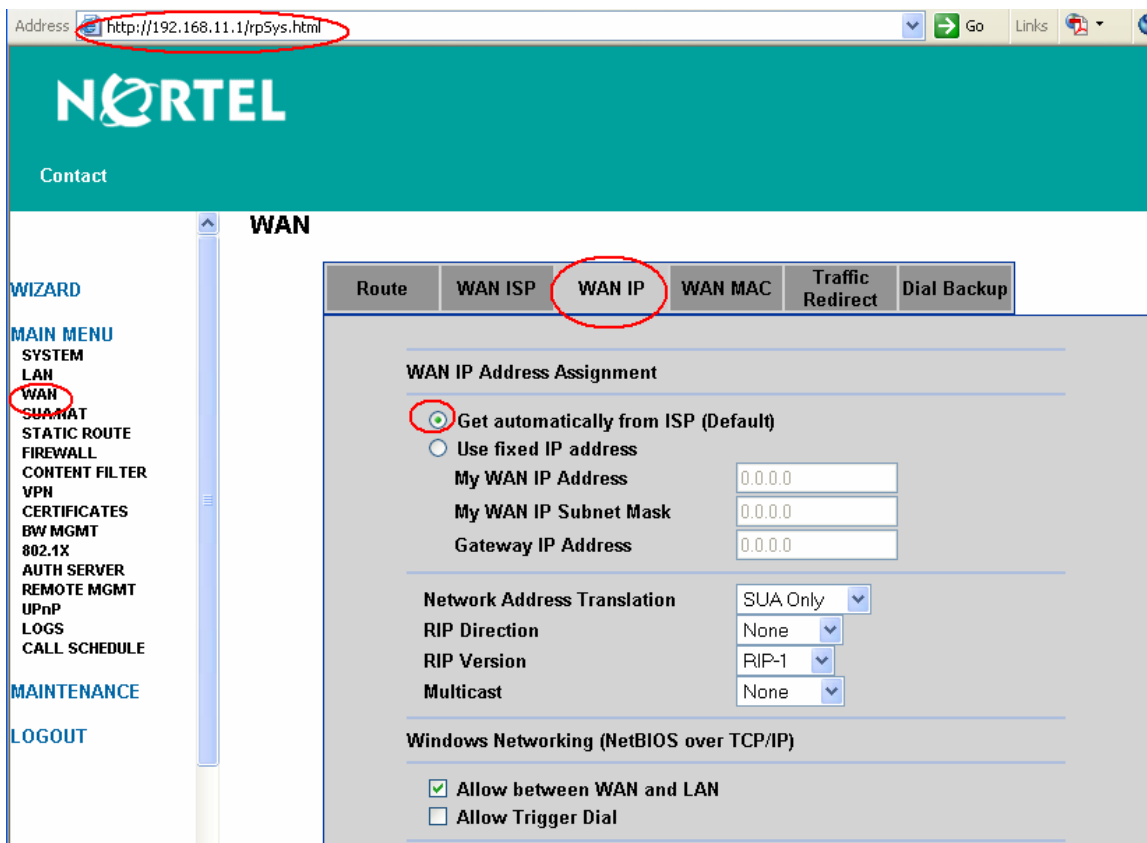 Address http://192.168.11.1/rpSys.html Go Links
NORTEL
Contact
WAN
WIZARD
MAIN MENU
SYSTEM
LAN
WAN
SUA/NAT
STATIC ROUTE
FIREWALL
CONTENT FILTER
VPN
CERTIFICATES
BW MGMT
802.1X
AUTH SERVER
REMOTE MGMT
UPnP
LOGS
CALL SCHEDULE
MAINTENANCE
LOGOUT
Route WAN ISP WAN IP WAN MAC Traffic Redirect Dial Backup
WAN IP Address Assignment
Get automatically from ISP (Default)
Use fixed IP address
My WAN IP Address 0.0.0.0
My WAN IP Subnet Mask 0.0.0.0
Gateway IP Address 0.0.0.0
Network Address Translation SUA Only
RIP Direction None
RIP Version RIP-1
Multicast None
Windows Networking (NetBIOS over TCP/IP)
Allow between WAN and LAN
Allow Trigger Dial